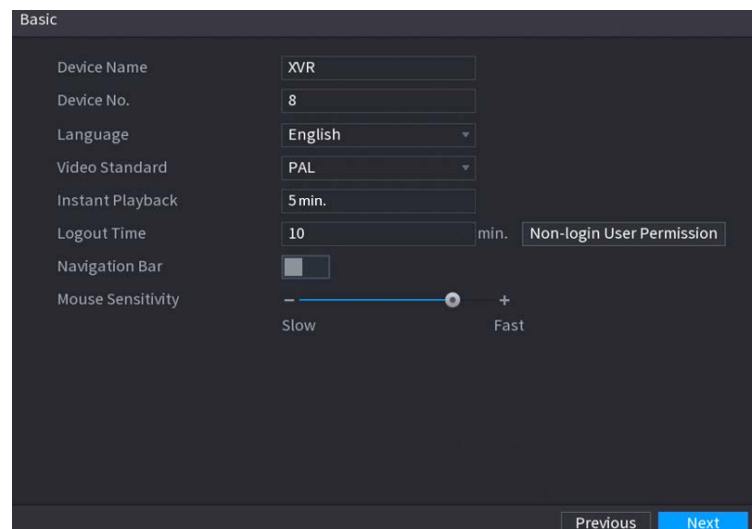 Basic
Device Name XVR
Device No. 8
Language English
Video Standard PAL
Instant Playback 5 min.
Logout Time 10 min. Non-login User Permission
Navigation Bar
Mouse Sensitivity − +
Slow Fast
Previous Next